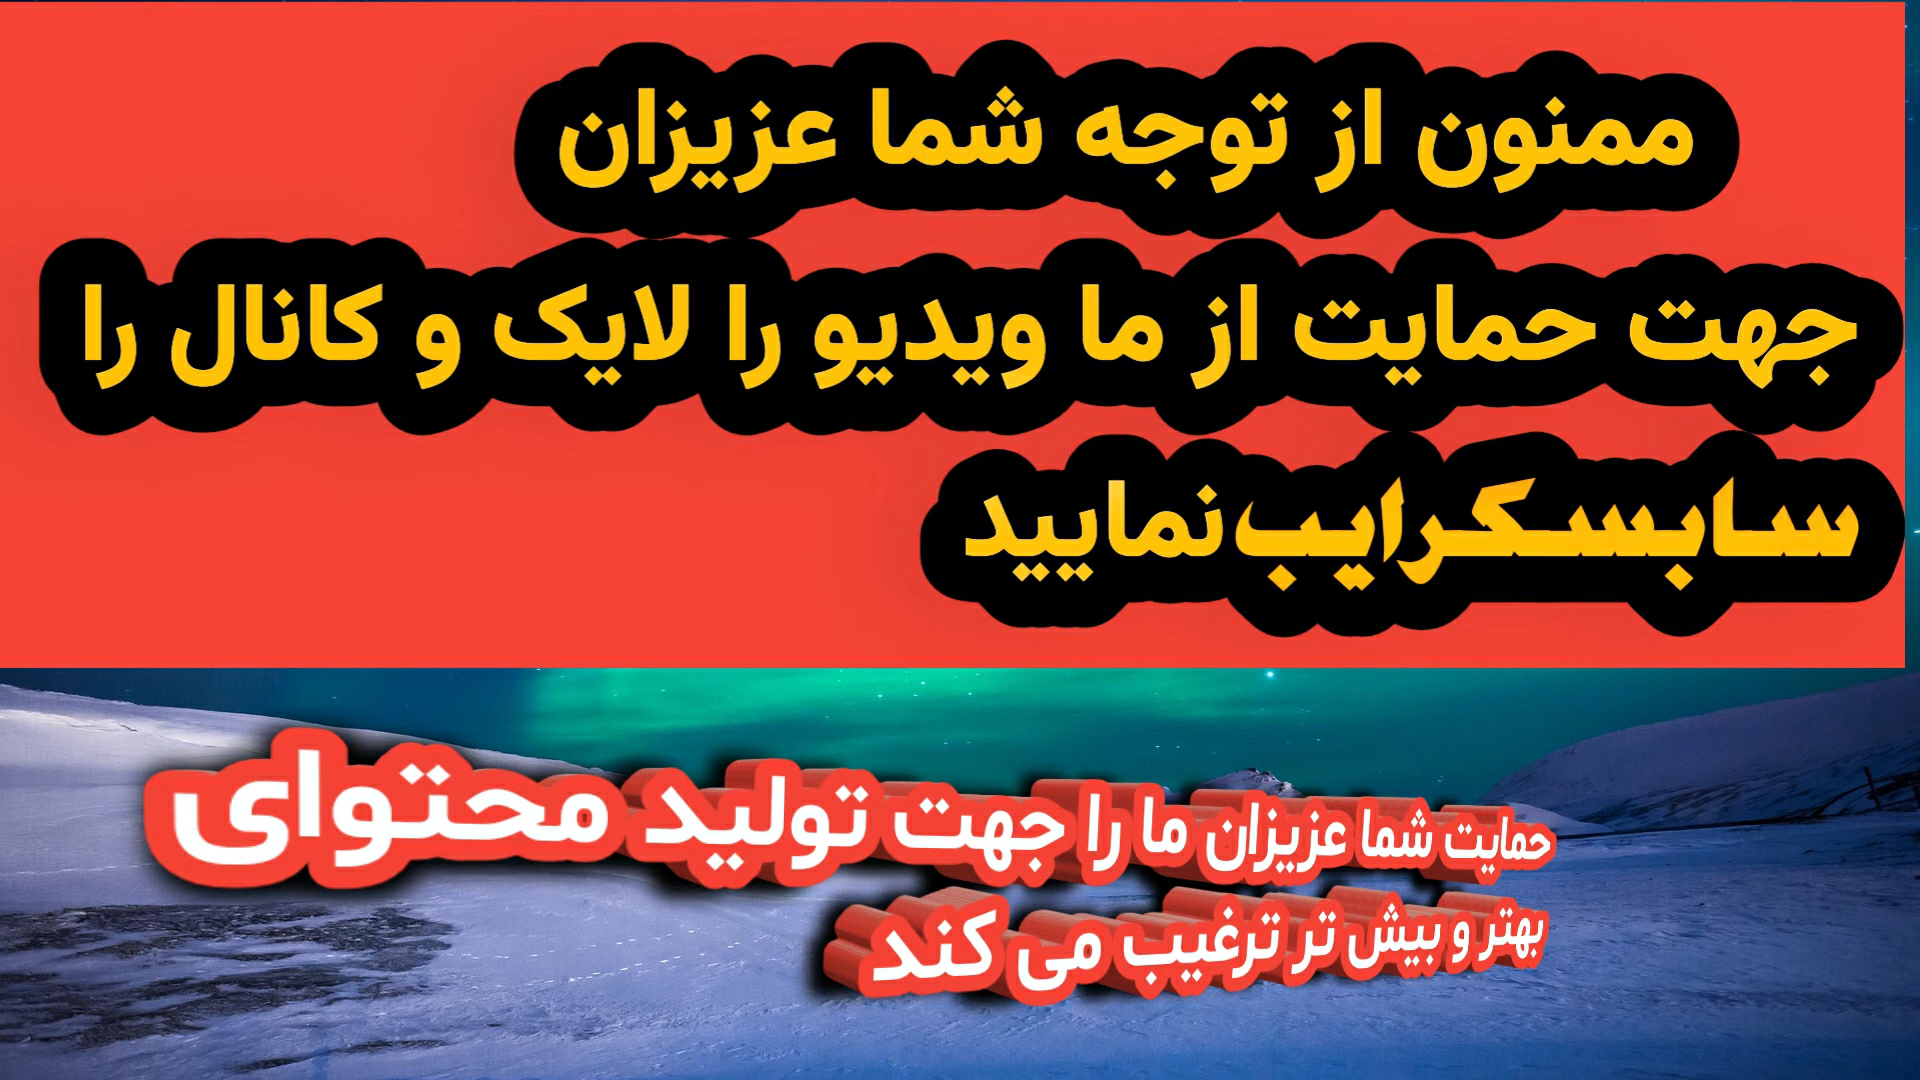 ممنون از توجه شما عزیزان
جهت حمایت از ما ویدیو را لایک و کانال را
سابسکرایب نمایید
حمایت شما عزیزان ما را جهت تولید محتوای
بهتر و بیش تر ترغیب می کند